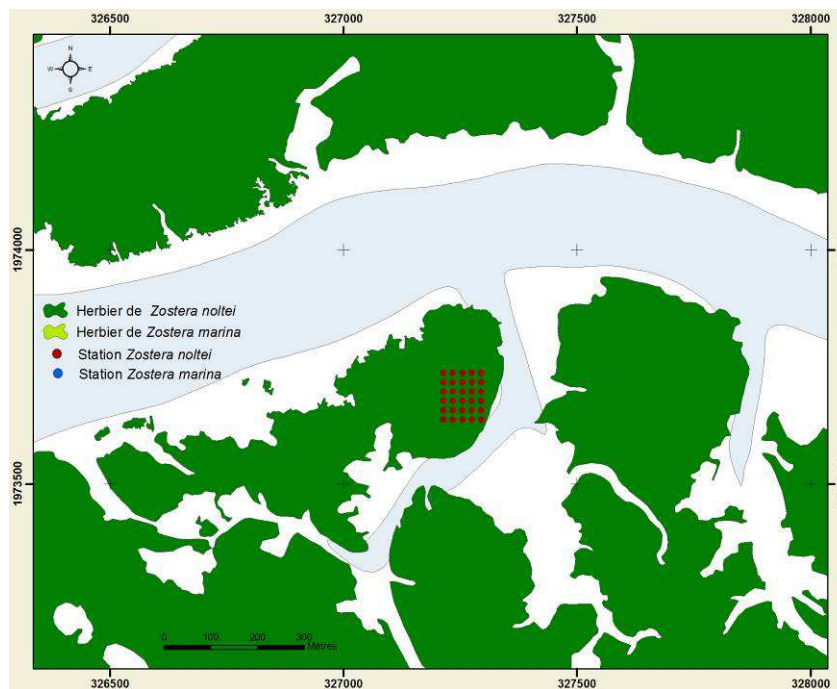 326500 327000 327500 328000
N
W E
S
1974000
Herbier de Zostera noltei
Herbier de Zostera marina
Station Zostera noltei
Station Zostera marina
1973500
0 100 200 300
Mètres
326500 327000 327500 328000